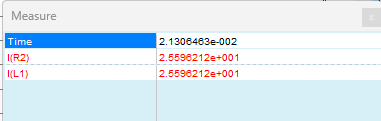 Measure
Time 2.1306463e-002
I(R2) 2.5596212e+001
I(L1) 2.5596212e+001